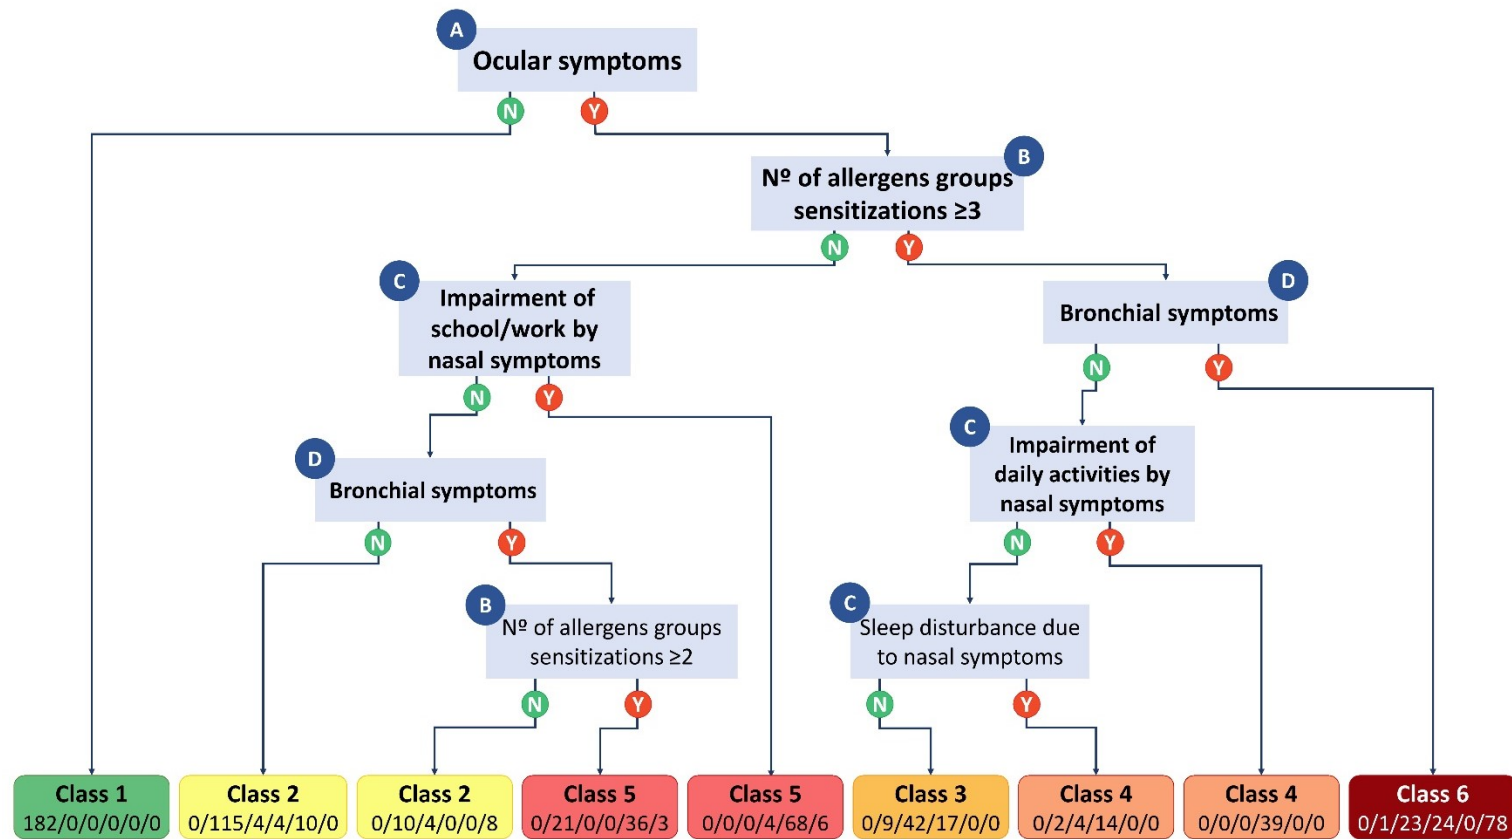 A
Ocular symptoms
N
Y
B
Nº of allergens groups
sensitizations ≥3
N
Y
C
Impairment of
school/work by
nasal symptoms
N
Y
D
Bronchial symptoms
N
Y
D
Bronchial symptoms
N
Y
C
Impairment of
daily activities by
nasal symptoms
N
Y
B
Nº of allergens groups
sensitizations ≥2
N
Y
C
Sleep disturbance due
to nasal symptoms
N
Y
Class 1
182/0/0/0/0/0
Class 2
0/115/4/4/10/0
Class 2
0/10/4/0/0/8
Class 5
0/21/0/0/36/3
Class 5
0/0/0/4/68/6
Class 3
0/9/42/17/0/0
Class 4
0/2/4/14/0/0
Class 4
0/0/0/39/0/0
Class 6
0/1/23/24/0/78